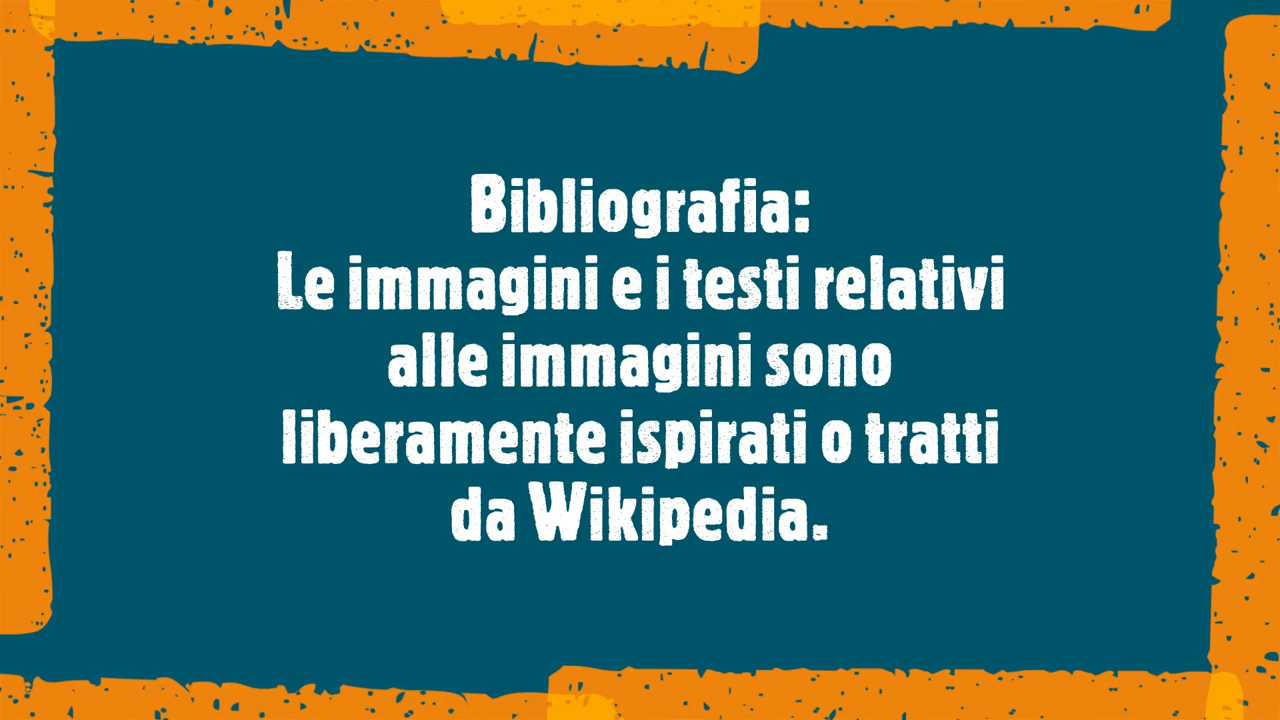 Bibliografia:
Le immagini e i testi relativi
alle immagini sono
liberamente ispirati o tratti
da Wikipedia.